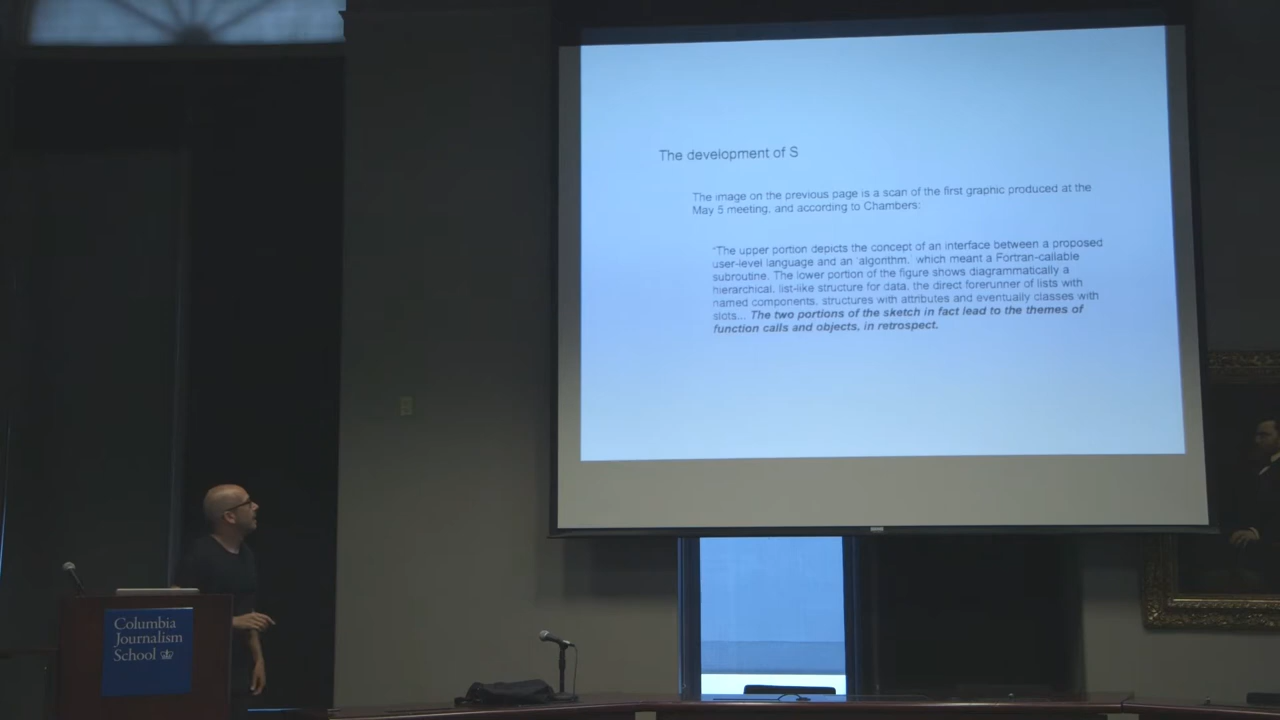 The development of S
The image on the previous page is a scan of the first graphic produced at the
May 5 meeting, and according to Chambers:
"The upper portion depicts the concept of an interface between a proposed
user-level language and an 'algorithm,' which meant a Fortran-callable
subroutine. The lower portion of the figure shows diagrammatically a
hierarchical, list-like structure for data, the direct forerunner of lists with
named components, structures with attributes and eventually classes with
slots... The two portions of the sketch in fact lead to the themes of
function calls and objects, in retrospect.
Columbia
Journalism
School